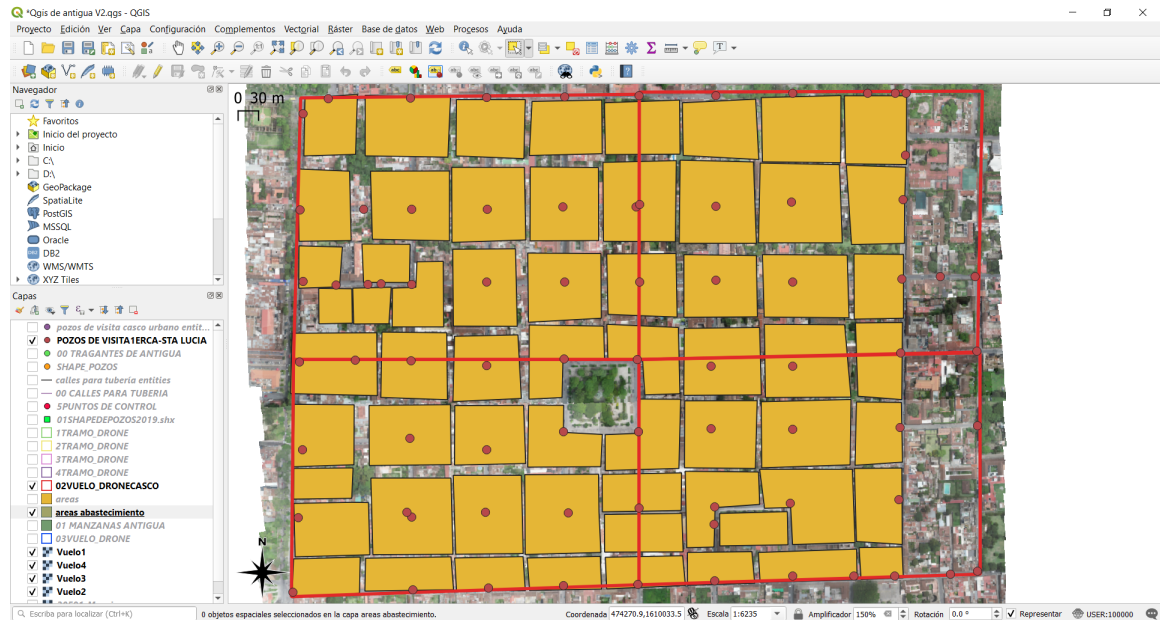 *Qgis de antigua V2.qgs - QGIS
Proyecto Edición Ver Capa Configuración Complementos Vectorial Ráster Base de datos Web Procesos Ayuda
Navegador
Favoritos
Inicio del proyecto
Inicio
C:\
D:\
GeoPackage
SpatiaLite
PostGIS
MSSQL
Oracle
DB2
WMS/WMTS
XYZ Tiles
Capas
pozos de visita casco urbano entit...
POZOS DE VISITA1ERCA-STA LUCIA
00 TRAGANTES DE ANTIGUA
SHAPE_POZOS
calles para tuberia entities
00 CALLES PARA TUBERIA
5PUNTOS DE CONTROL
01SHAPEDEPOZOS2019.shx
1TRAMO_DRONE
2TRAMO_DRONE
3TRAMO_DRONE
4TRAMO_DRONE
02VUELO_DRONECASCO
areas
areas abastecimiento
01 MANZANAS ANTIGUA
03VUELO_DRONE
Vuelo1
Vuelo4
Vuelo3
Vuelo2
0 30 m
N
Escriba para localizar (Ctrl+K) 0 objetos espaciales seleccionados en la capa areas abastecimiento. Coordenada 474270.9,1610033.5 Escala 1:6235 Amplificador 150% Rotación 0.0 ° Representar USER:100000